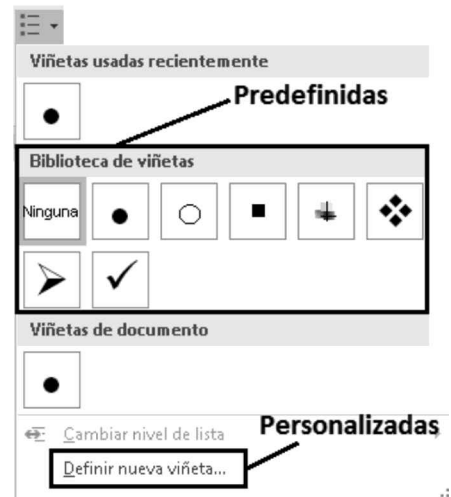 Viñetas usadas recientemente
Predefinidas
Biblioteca de viñetas
Ninguna
Viñetas de documento
Cambiar nivel de lista
Personalizadas
Definir nueva viñeta...